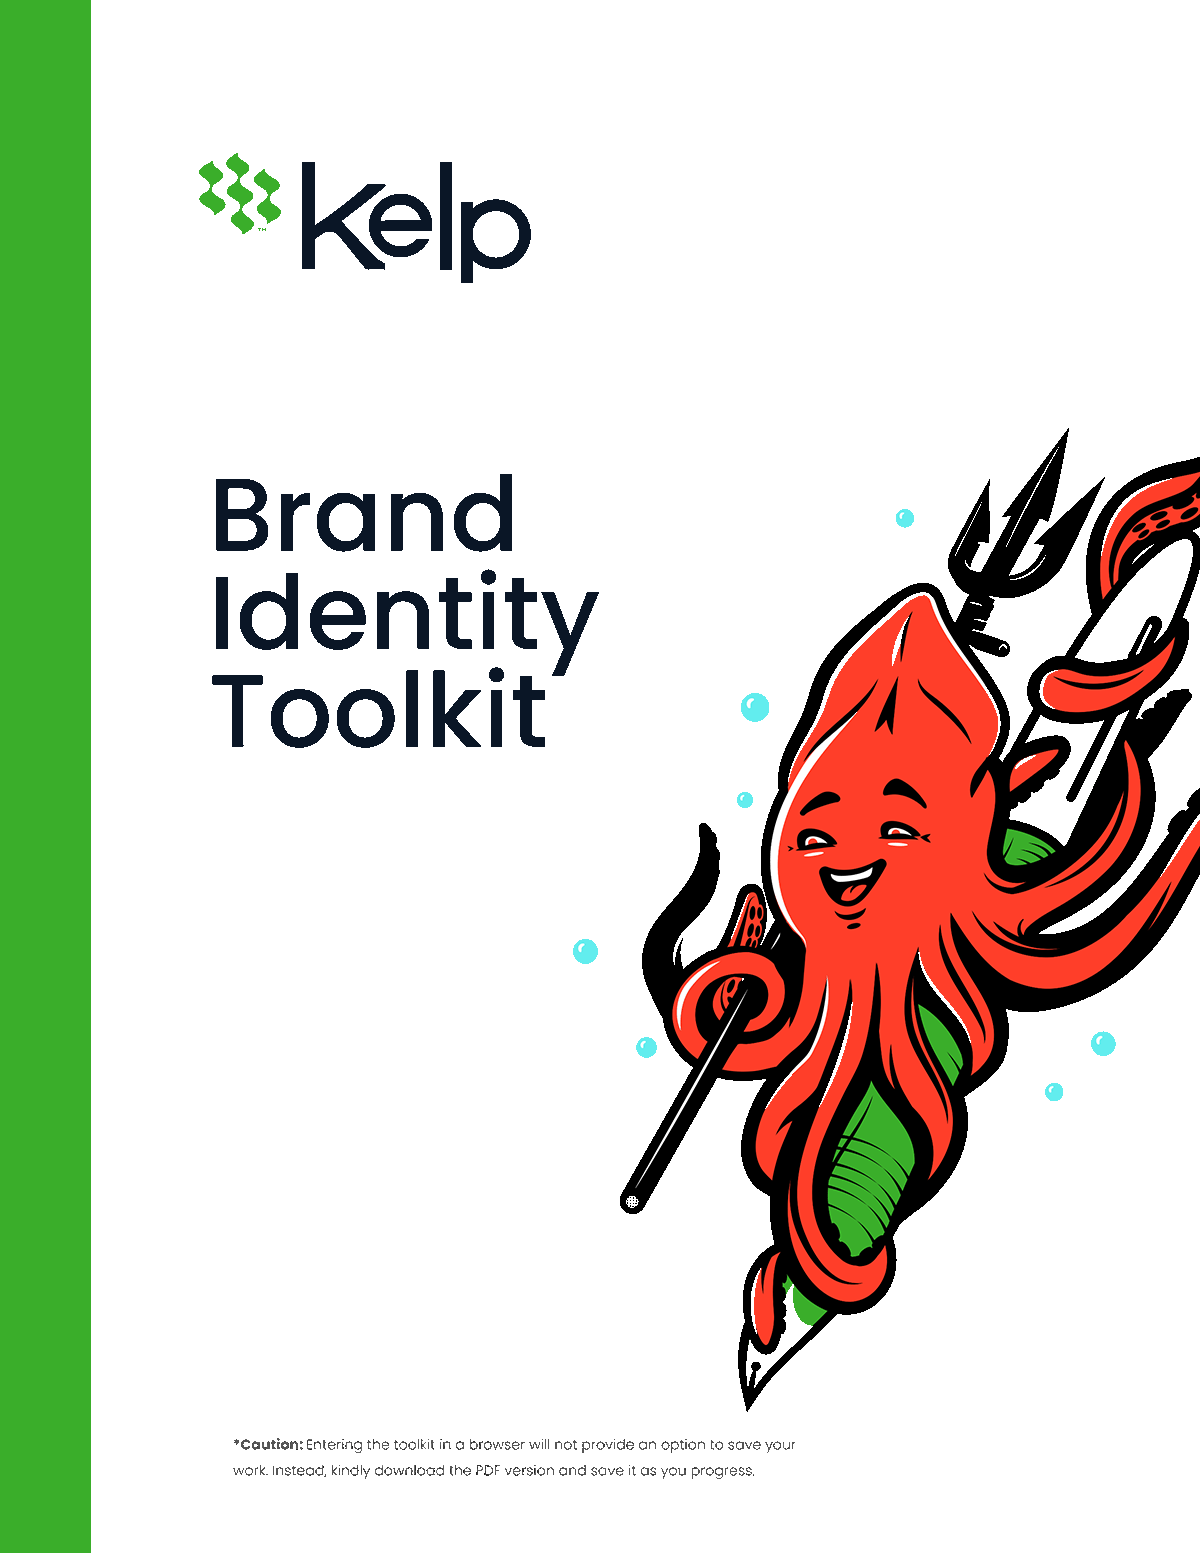 kelp
™
Brand
Identity
Toolkit
*Caution: Entering the toolkit in a browser will not provide an option to save your
work. Instead, kindly download the PDF version and save it as you progress.